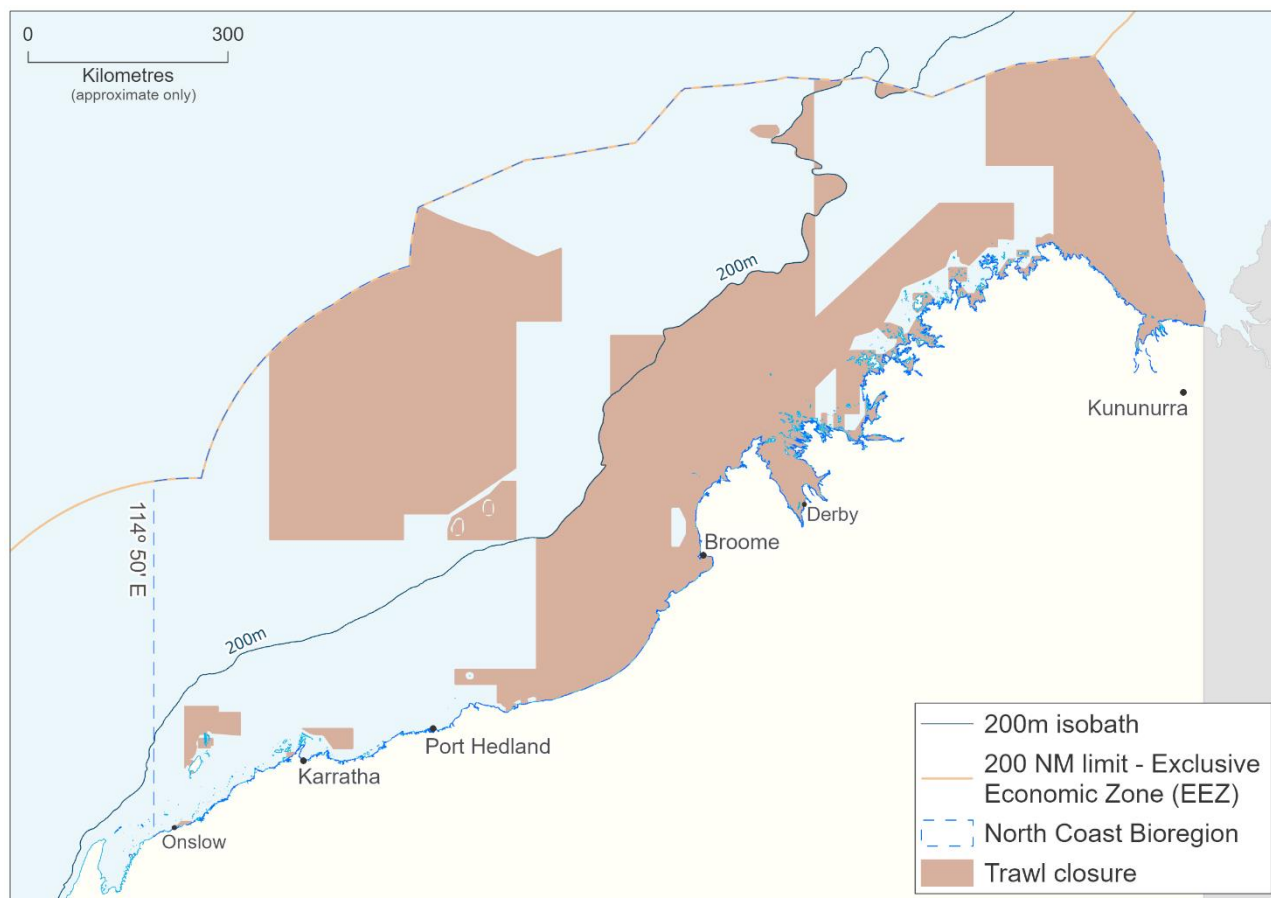 0 300
Kilometres
(approximate only)
200m
Kununurra
Derby
114° 50' E
Broome
200m
Port Hedland
Karratha
Onslow
200m isobath
200 NM limit - Exclusive
Economic Zone (EEZ)
North Coast Bioregion
Trawl closure